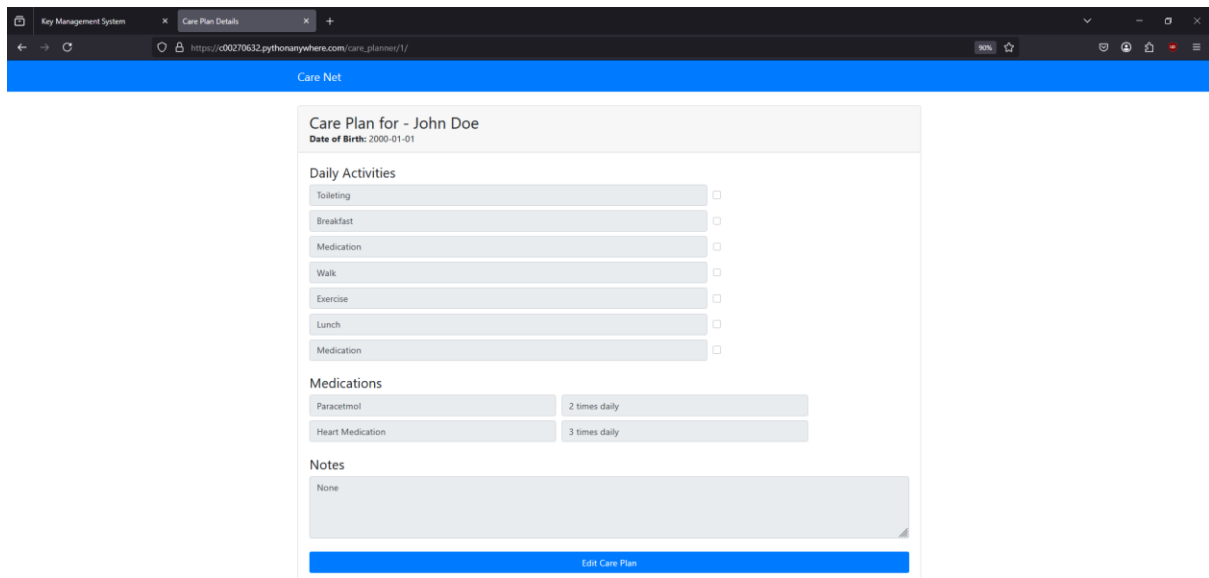 Key Management System
Care Plan Details
https://c00270632.pythonanywhere.com/care_planner/1/
90%
Care Net
Care Plan for - John Doe
Date of Birth: 2000-01-01
Daily Activities
Toileting
Breakfast
Medication
Walk
Exercise
Lunch
Medication
Medications
Paracetmol 2 times daily
Heart Medication 3 times daily
Notes
None
Edit Care Plan